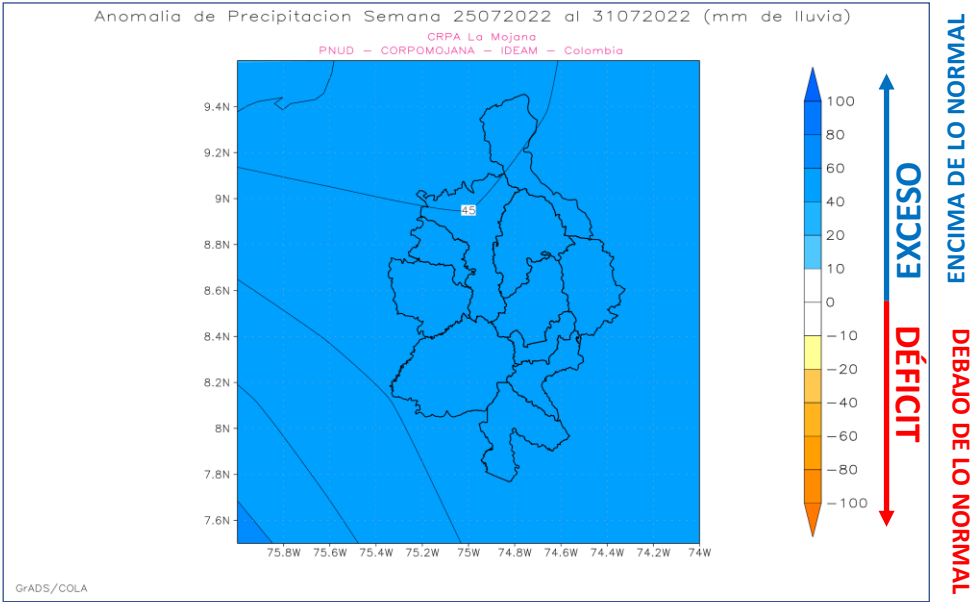 Anomalia de Precipitacion Semana 25072022 al 31072022 (mm de lluvia)
CRPA La Mojana
PNUD – CORPOMOJANA – IDEAM – Colombia
9.4N
9.2N
9N
8.8N
8.6N
8.4N
8.2N
8N
7.8N
7.6N
45
75.8W 75.6W 75.4W 75.2W 75W 74.8W 74.6W 74.4W 74.2W 74W
100
80
60
40
20
10
0
−10
−20
−40
−60
−80
−100
EXCESO
DÉFICIT
ENCIMA DE LO NORMAL
DEBAJO DE LO NORMAL
GrADS/COLA